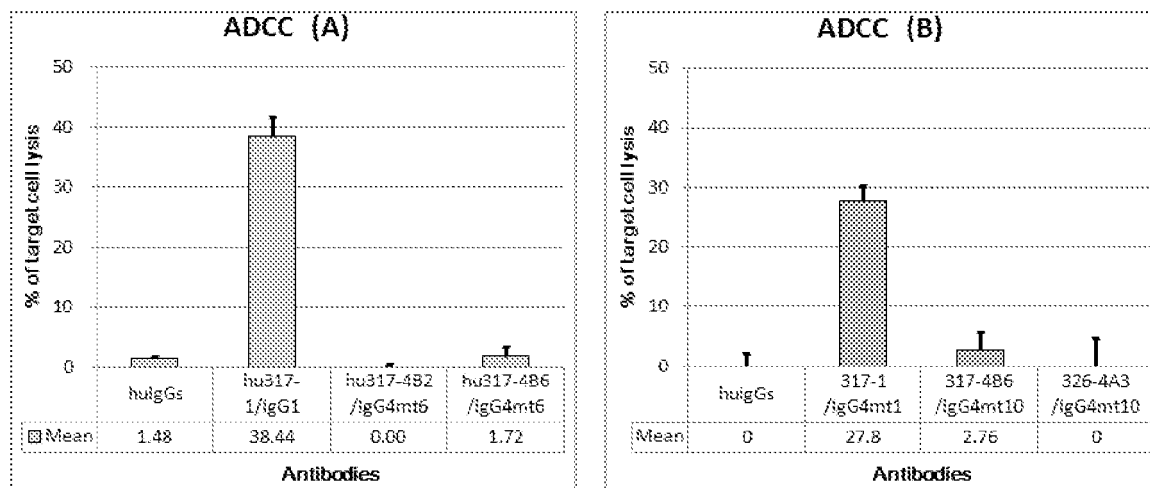 ADCC (A)
% of target cell lysis
50
40
30
20
10
0
huIgGs
hu317-1/IgG1
hu317-4B2/IgG4mt6
hu317-4B6/IgG4mt6
Mean 1.48 38.44 0.00 1.72
Antibodies
ADCC (B)
% of target cell lysis
50
40
30
20
10
0
huIgGs
317-1/IgG4mt1
317-4B6/IgG4mt10
326-4A3/IgG4mt10
Mean 0 27.8 2.76 0
Antibodies